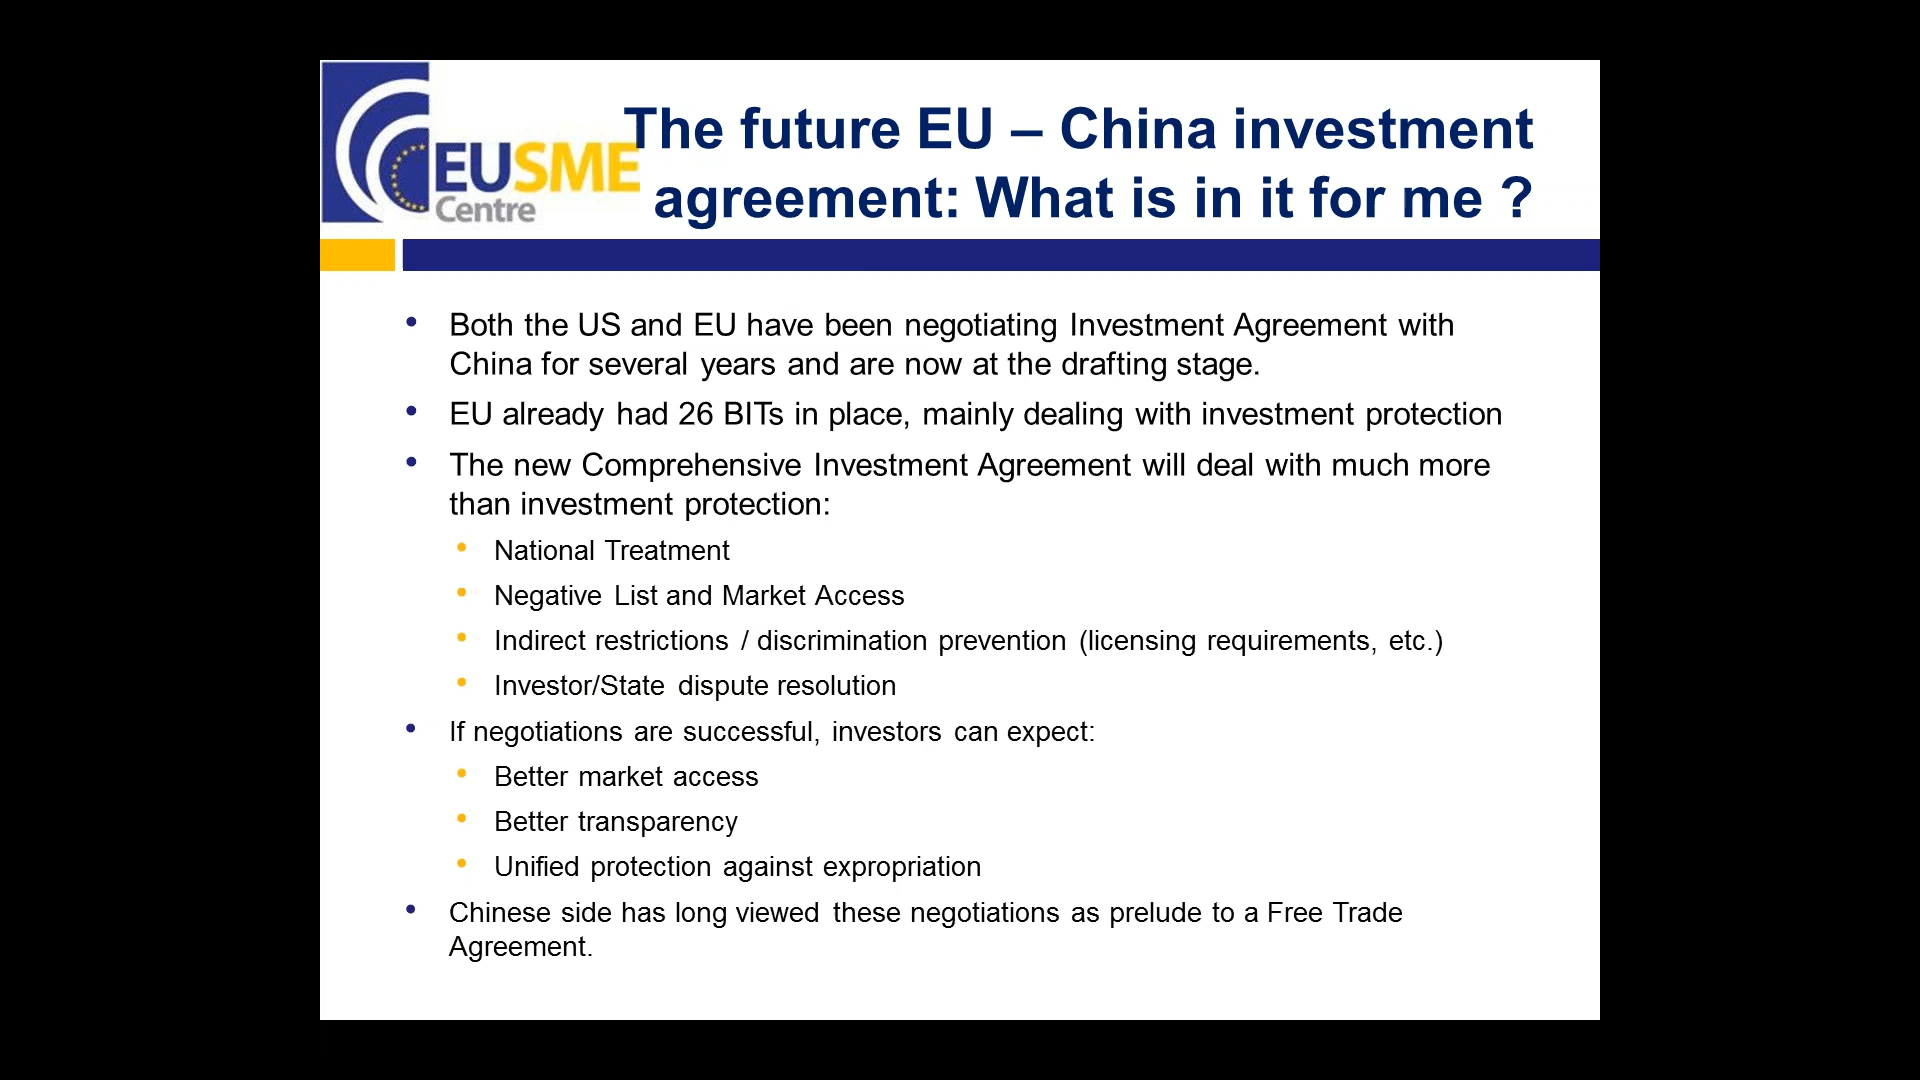 EUSME
Centre
The future EU – China investment
agreement: What is in it for me ?
• Both the US and EU have been negotiating Investment Agreement with
China for several years and are now at the drafting stage.
• EU already had 26 BITs in place, mainly dealing with investment protection
• The new Comprehensive Investment Agreement will deal with much more
than investment protection:
• National Treatment
• Negative List and Market Access
• Indirect restrictions / discrimination prevention (licensing requirements, etc.)
• Investor/State dispute resolution
• If negotiations are successful, investors can expect:
• Better market access
• Better transparency
• Unified protection against expropriation
• Chinese side has long viewed these negotiations as prelude to a Free Trade
Agreement.